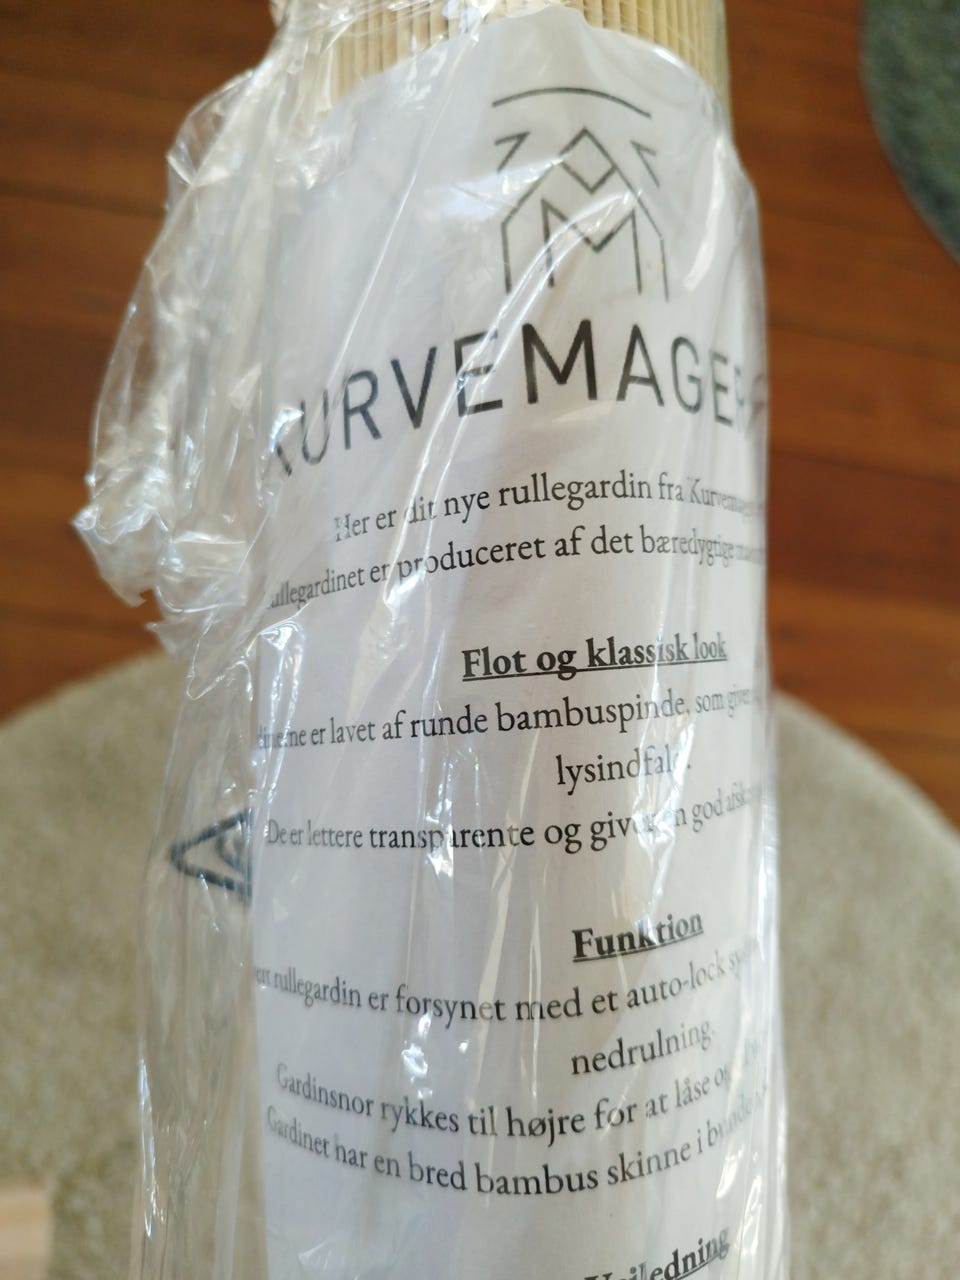 KURVEMAGER
Her er dit nye rullegardin fra
rullegardinet er produceret af det bæredygtige
Flot og klassisk look
er lavet af runde bambuspinde, som giver
lysindfald.
De er lettere transparente og giver en god
Funktion
rullegardin er forsynet med et auto-lock
nedrulning.
Gardinsnor rykkes til højre for at låse
Gardinet har en bred bambus skinne i
Vejledning